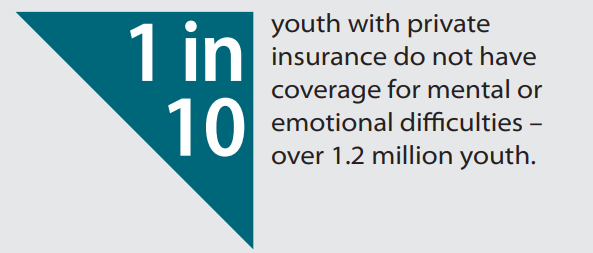 1 in
10
youth with private
insurance do not have
coverage for mental or
emotional difficulties –
over 1.2 million youth.